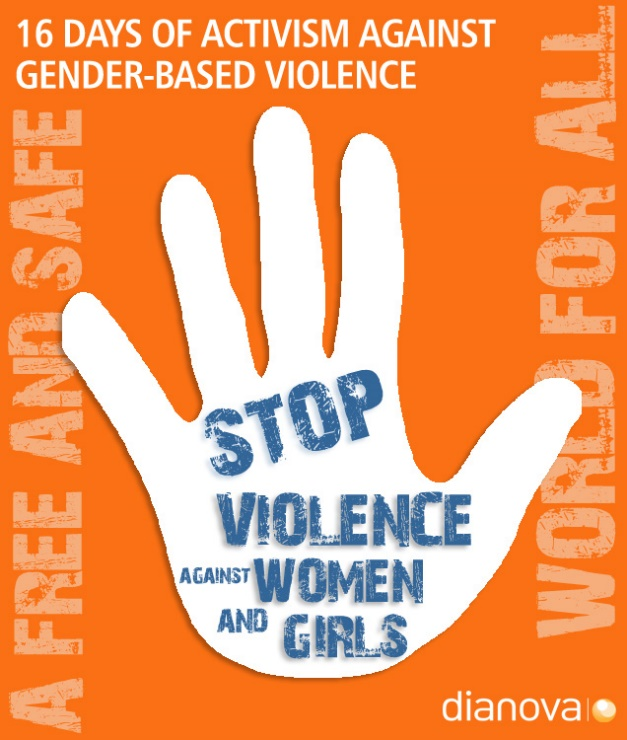 16 DAYS OF ACTIVISM AGAINST
GENDER-BASED VIOLENCE
A FREE AND SAFE
WORLD FOR ALL
STOP
VIOLENCE
AGAINST WOMEN
AND GIRLS
dianova